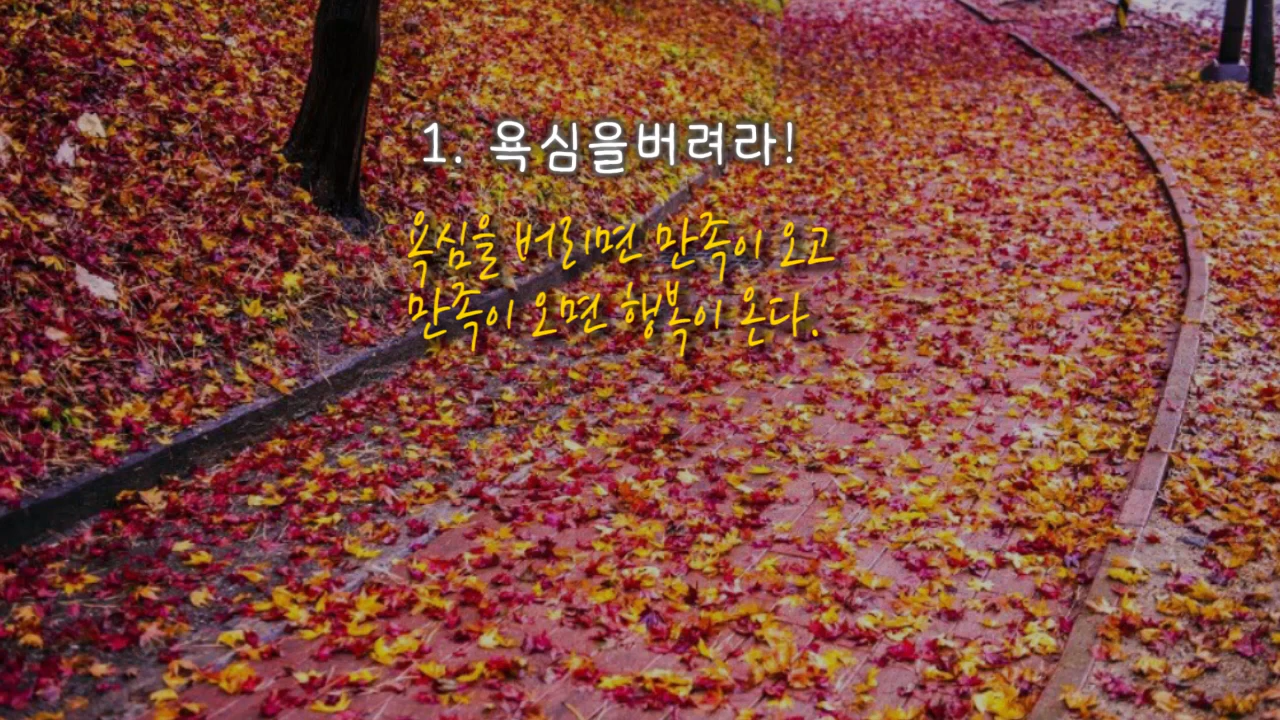 1. 욕심을버려라!
욕심을 버리면 만족이 오고
만족이 오면 행복이 온다.